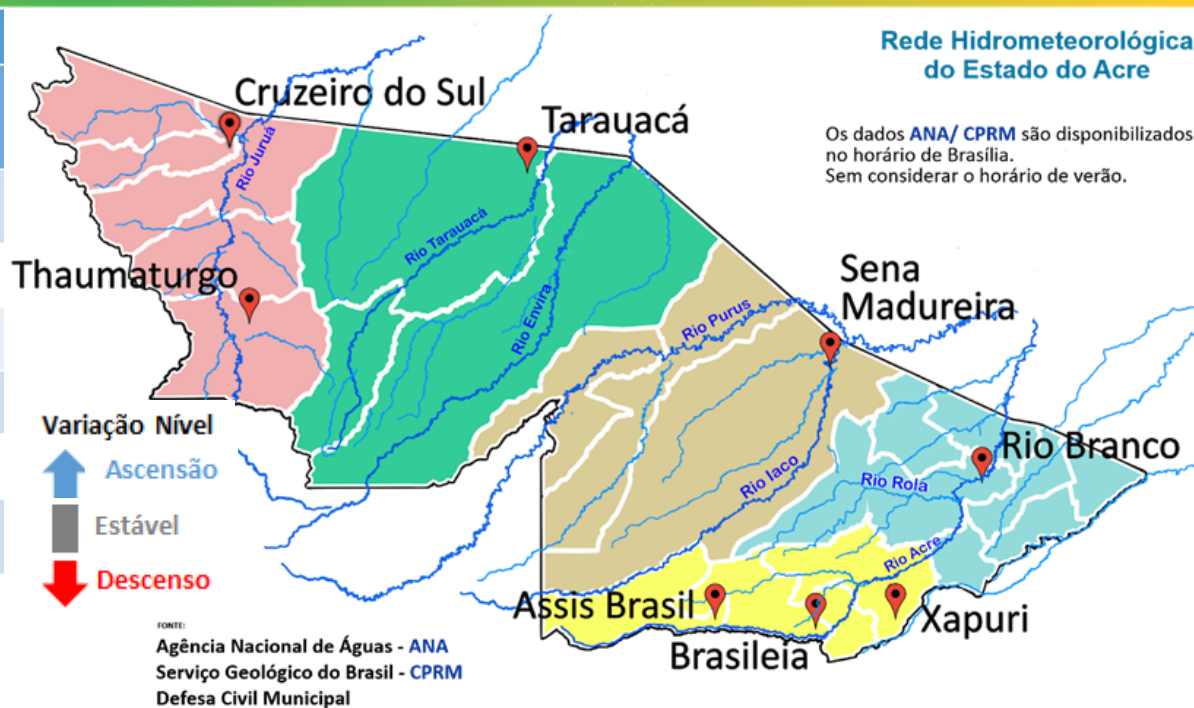 Rede Hidrometeorológica
do Estado do Acre
Os dados ANA/ CPRM são disponibilizados
no horário de Brasília.
Sem considerar o horário de verão.
Cruzeiro do Sul
Tarauacá
Rio Juruá
Rio Tarauacá
Thaumaturgo
Rio Envira
Rio Purus
Sena
Madureira
Rio Branco
Rio Iaco
Rio Rola
Rio Acre
Assis Brasil
Xapuri
Brasileia
Variação Nível
Ascensão
Estável
Descenso
FONTE:
Agência Nacional de Águas - ANA
Serviço Geológico do Brasil - CPRM
Defesa Civil Municipal